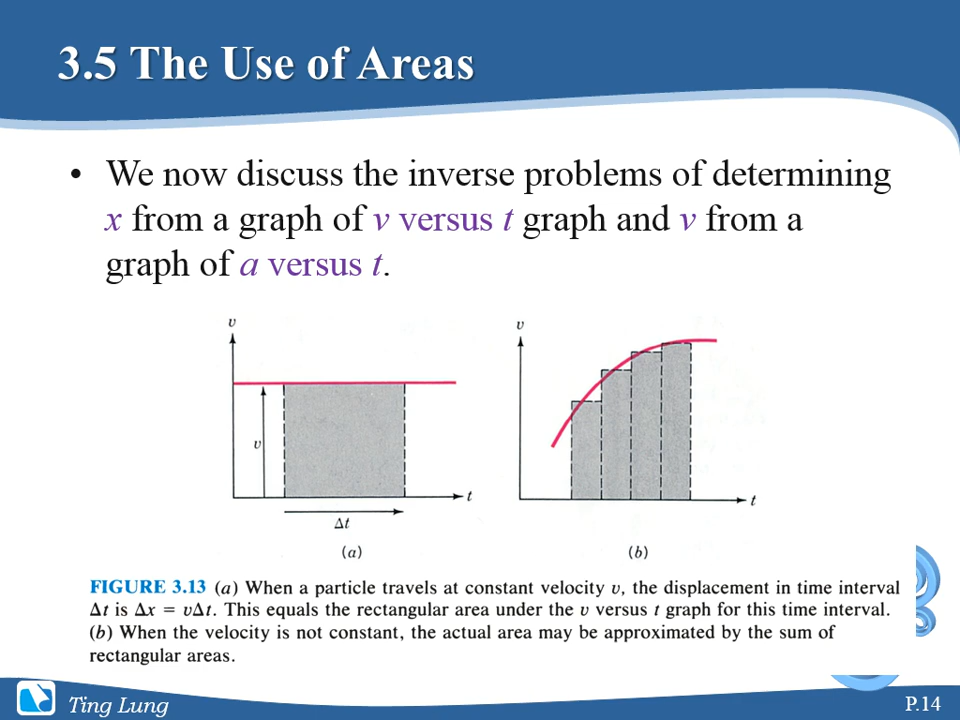 3.5 The Use of Areas
• We now discuss the inverse problems of determining
x from a graph of v versus t graph and v from a
graph of a versus t.
v
v
t
Δt
(a)
v
t
(b)
FIGURE 3.13 (a) When a particle travels at constant velocity v, the displacement in time interval
Δt is Δx = vΔt. This equals the rectangular area under the v versus t graph for this time interval.
(b) When the velocity is not constant, the actual area may be approximated by the sum of
rectangular areas.
Ting Lung
P.14